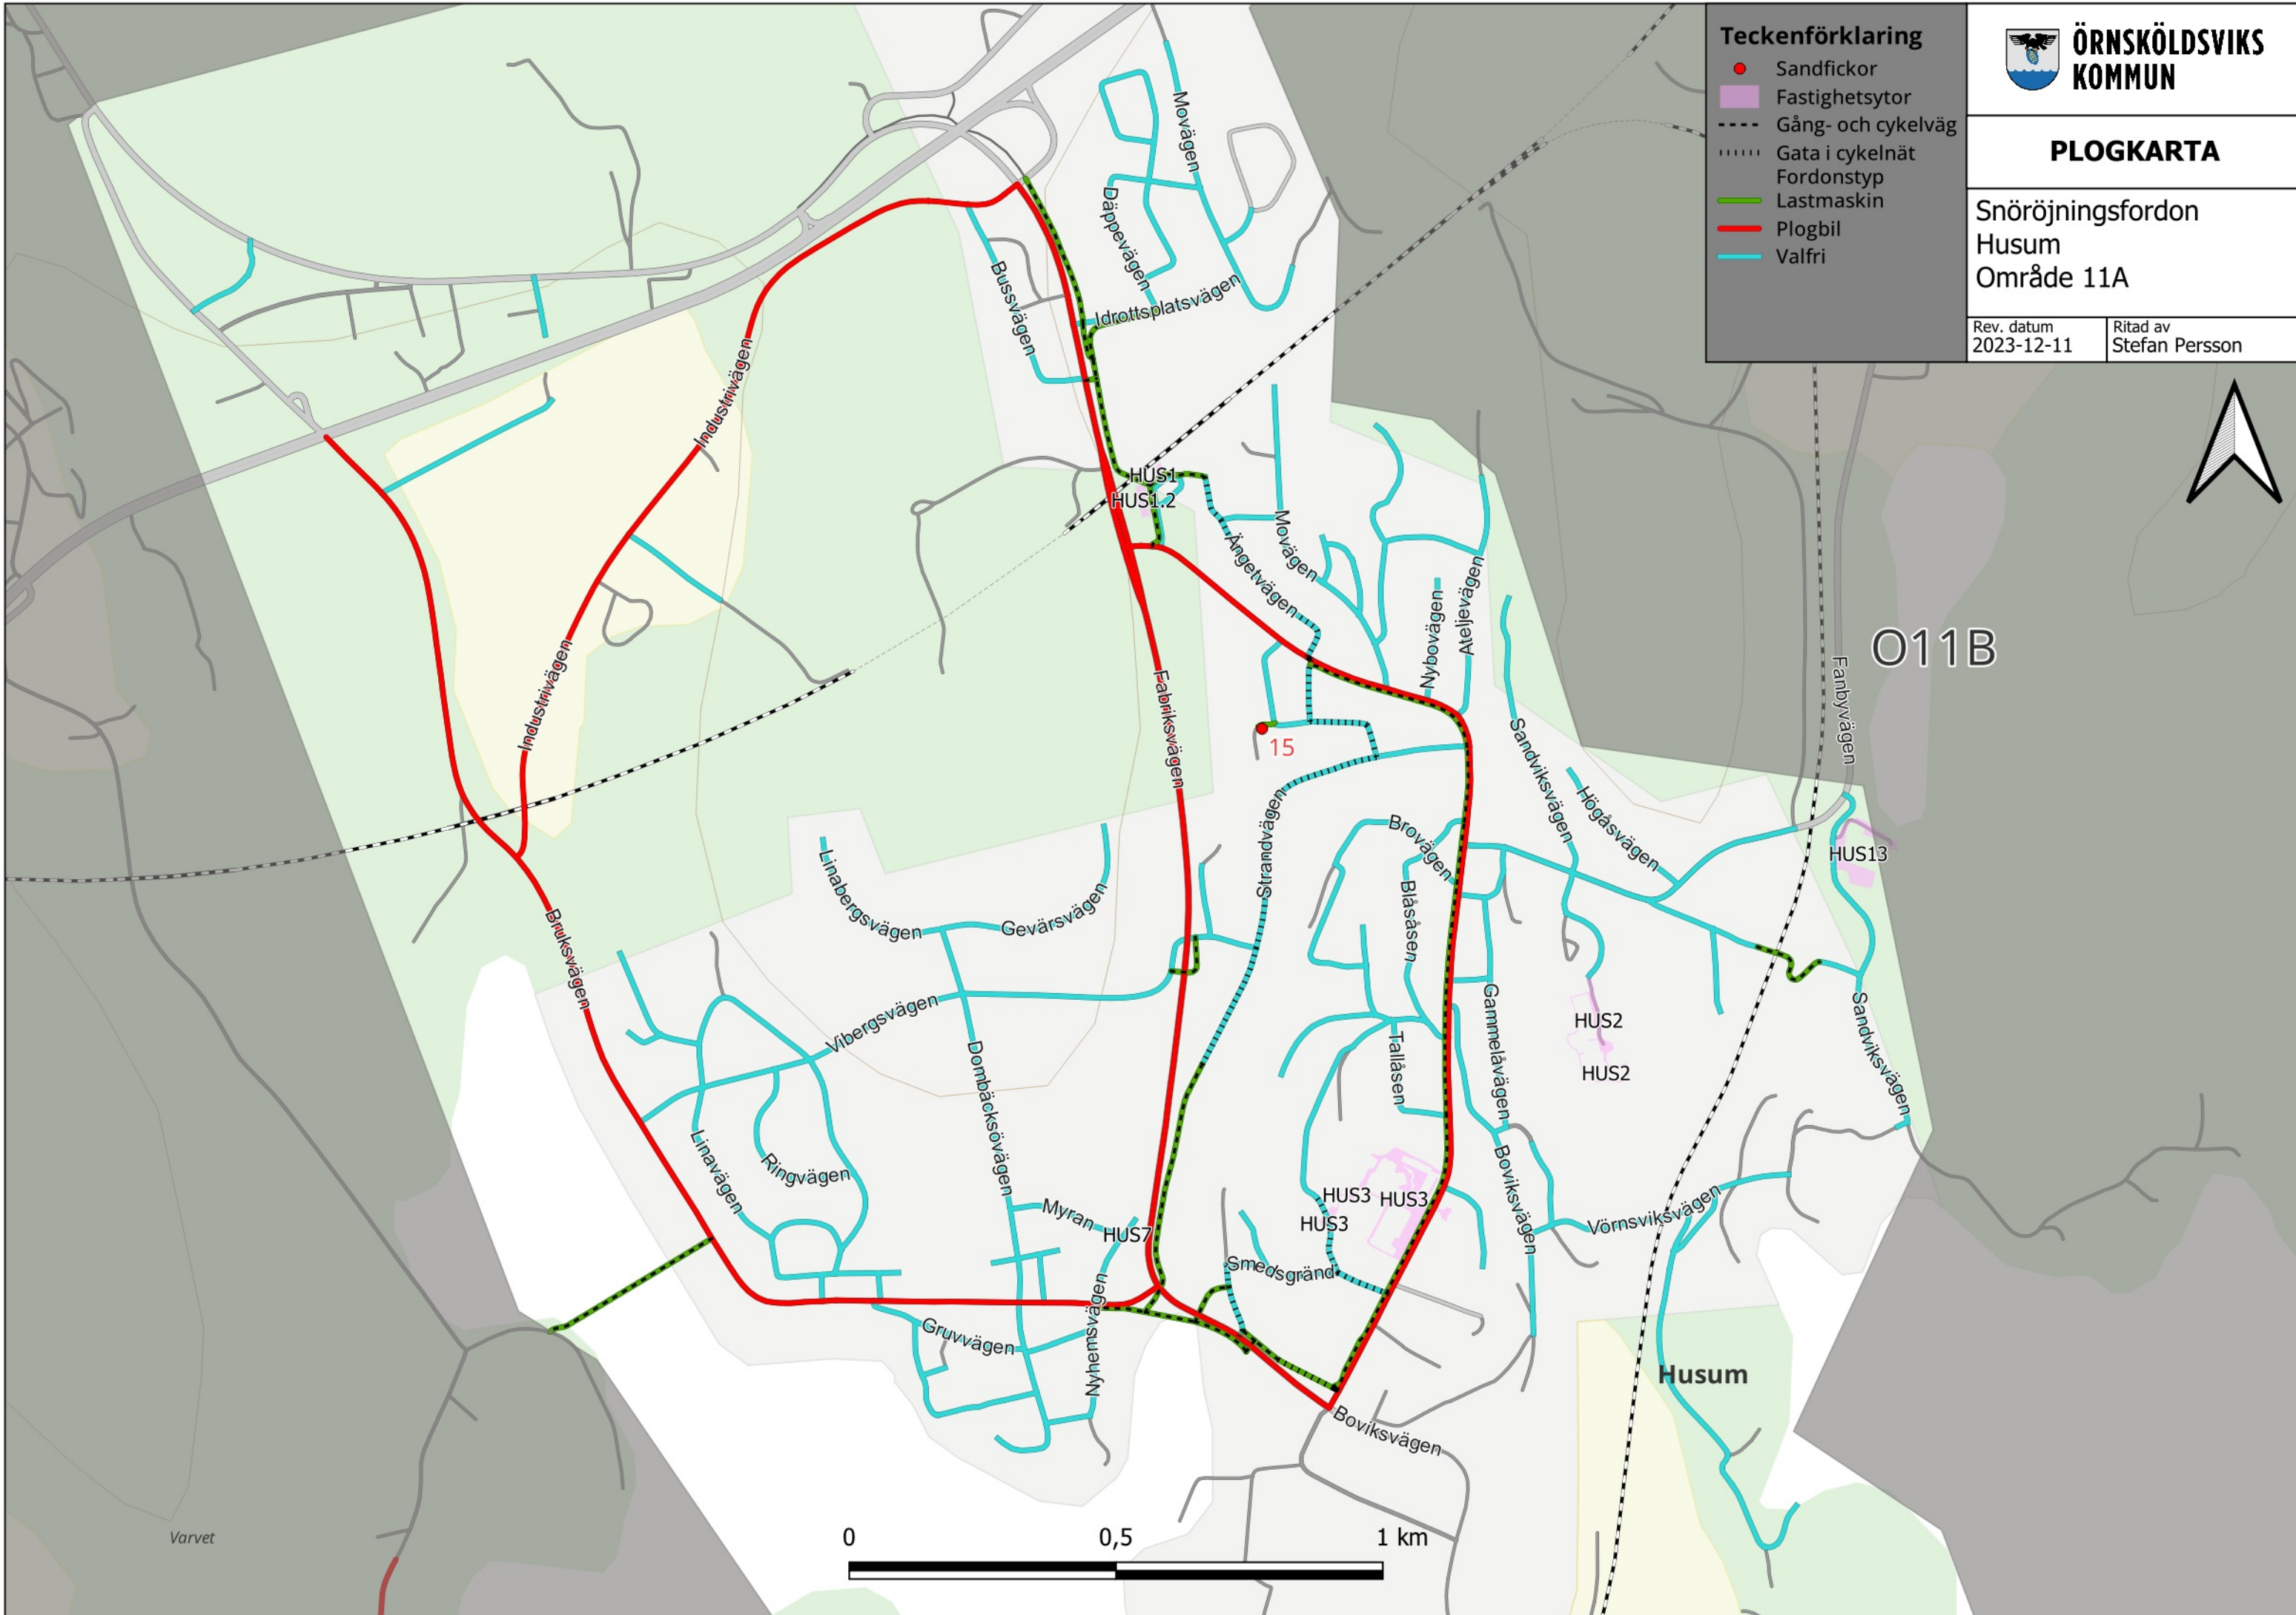 Teckenförklaring
Sandfickor
Fastighetsytor
Gång- och cykelväg
Gata i cykelnät
Fordonstyp
Lastmaskin
Plogbil
Valfri
ÖRNSKÖLDSVIKS
KOMMUN
PLOGKARTA
Snöröjningsfordon
Husum
Område 11A
Rev. datum
2023-12-11
Ritad av
Stefan Persson
Movägen
Däppevägen
Bussvägen
Idrottsplatsvägen
Industrivägen
HUS1
HUS1.2
Ängetvägen
Movägen
Nybovägen
Ateljevägen
O11B
Fanbyvägen
Industrivägen
Fabriksvägen
15
Sandviksvägen
Högåsvägen
Strandvägen
Brovägen
HUS13
Linabergsvägen
Gevärsvägen
Blåsåsen
Bruksvägen
Vibergsvägen
Gammelåvägen
HUS2
HUS2
Sandviksvägen
Dombäcksövägen
Tallåsen
Linavägen
Ringvägen
Boviksvägen
HUS3
HUS3
HUS3
Myran
HUS7
Vörnsviksvägen
Smedsgränd
Gruvvägen
Nyhemsvägen
Husum
Boviksvägen
Varvet
0
0,5
1 km